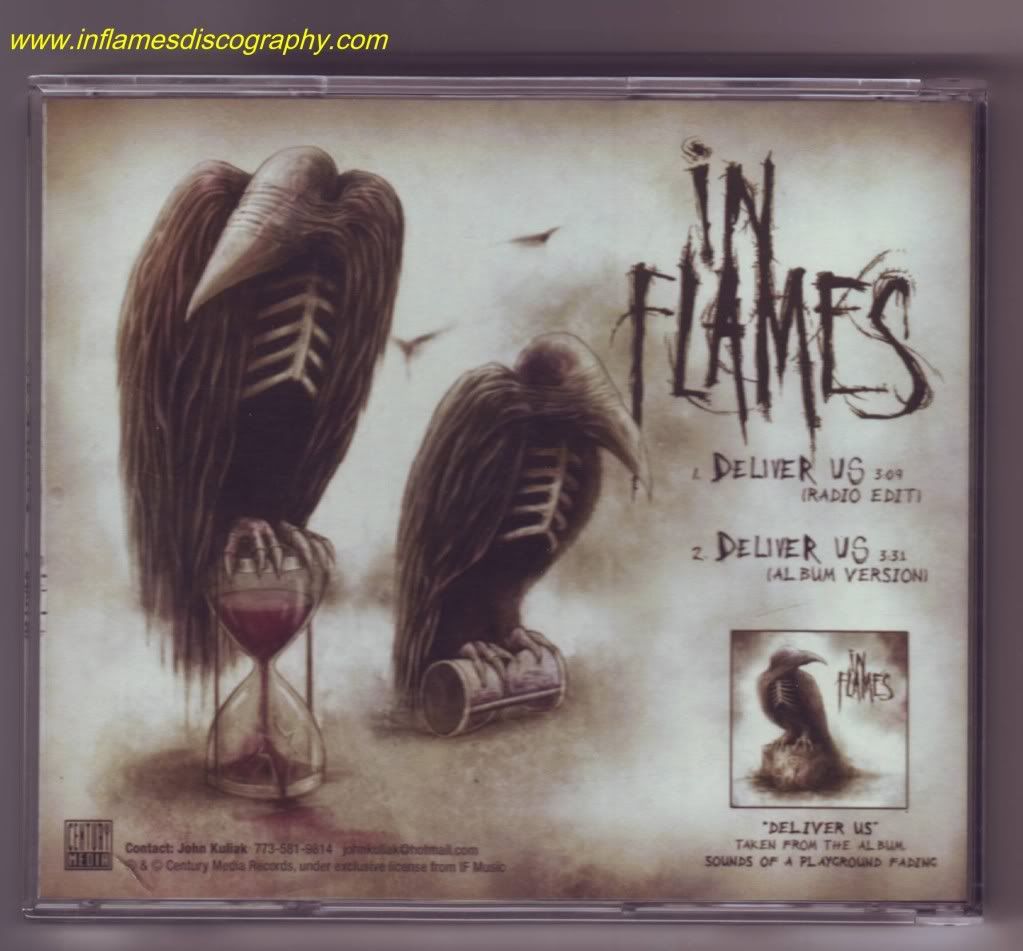 www.inflamesdiscography.com
iN
FLAMES
1. DELIVER US 3:09
(RADIO EDIT)
2. DELIVER US 3:31
(ALBUM VERSION)
iN
FLAMES
"DELIVER US"
TAKEN FROM THE ALBUM
SOUNDS OF A PLAYGROUND FADING
CENTURY
MEDIA
Contact: John Kuliak 773-581-9814 johnkuliak@hotmail.com
℗ & © Century Media Records, under exclusive license from IF Music